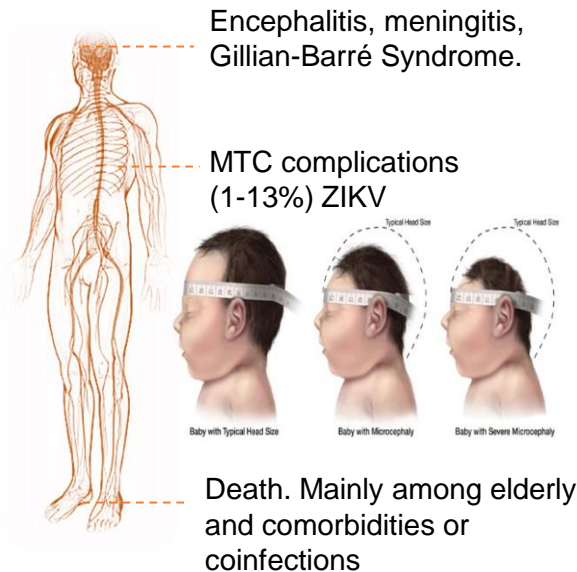 Encephalitis, meningitis,
Gillian-Barré Syndrome.
MTC complications
(1-13%) ZIKV
Typical Head Size
Typical Head Size
Baby with Typical Head Size
Baby with Microcephaly
Baby with Severe Microcephaly
Death. Mainly among elderly
and comorbidities or
coinfections